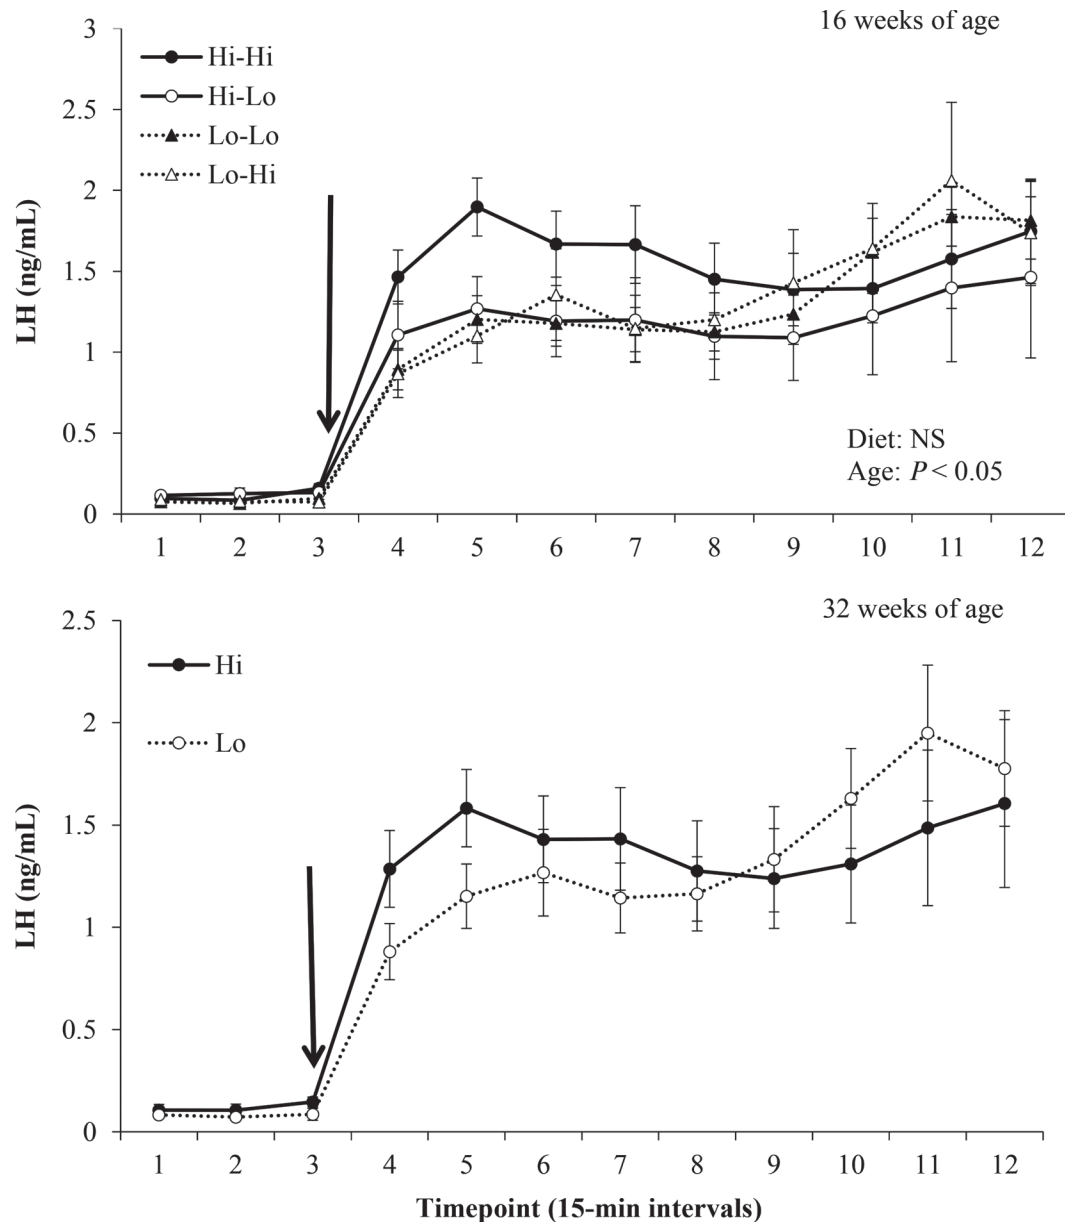 16 weeks of age
3
Hi-Hi
2.5
Hi-Lo
Lo-Lo
2
Lo-Hi
LH (ng/mL)
1.5
1
0.5
Diet: NS
Age: P < 0.05
0
1 2 3 4 5 6 7 8 9 10 11 12
32 weeks of age
2.5
Hi
2
Lo
LH (ng/mL)
1.5
1
0.5
0
1 2 3 4 5 6 7 8 9 10 11 12
Timepoint (15-min intervals)